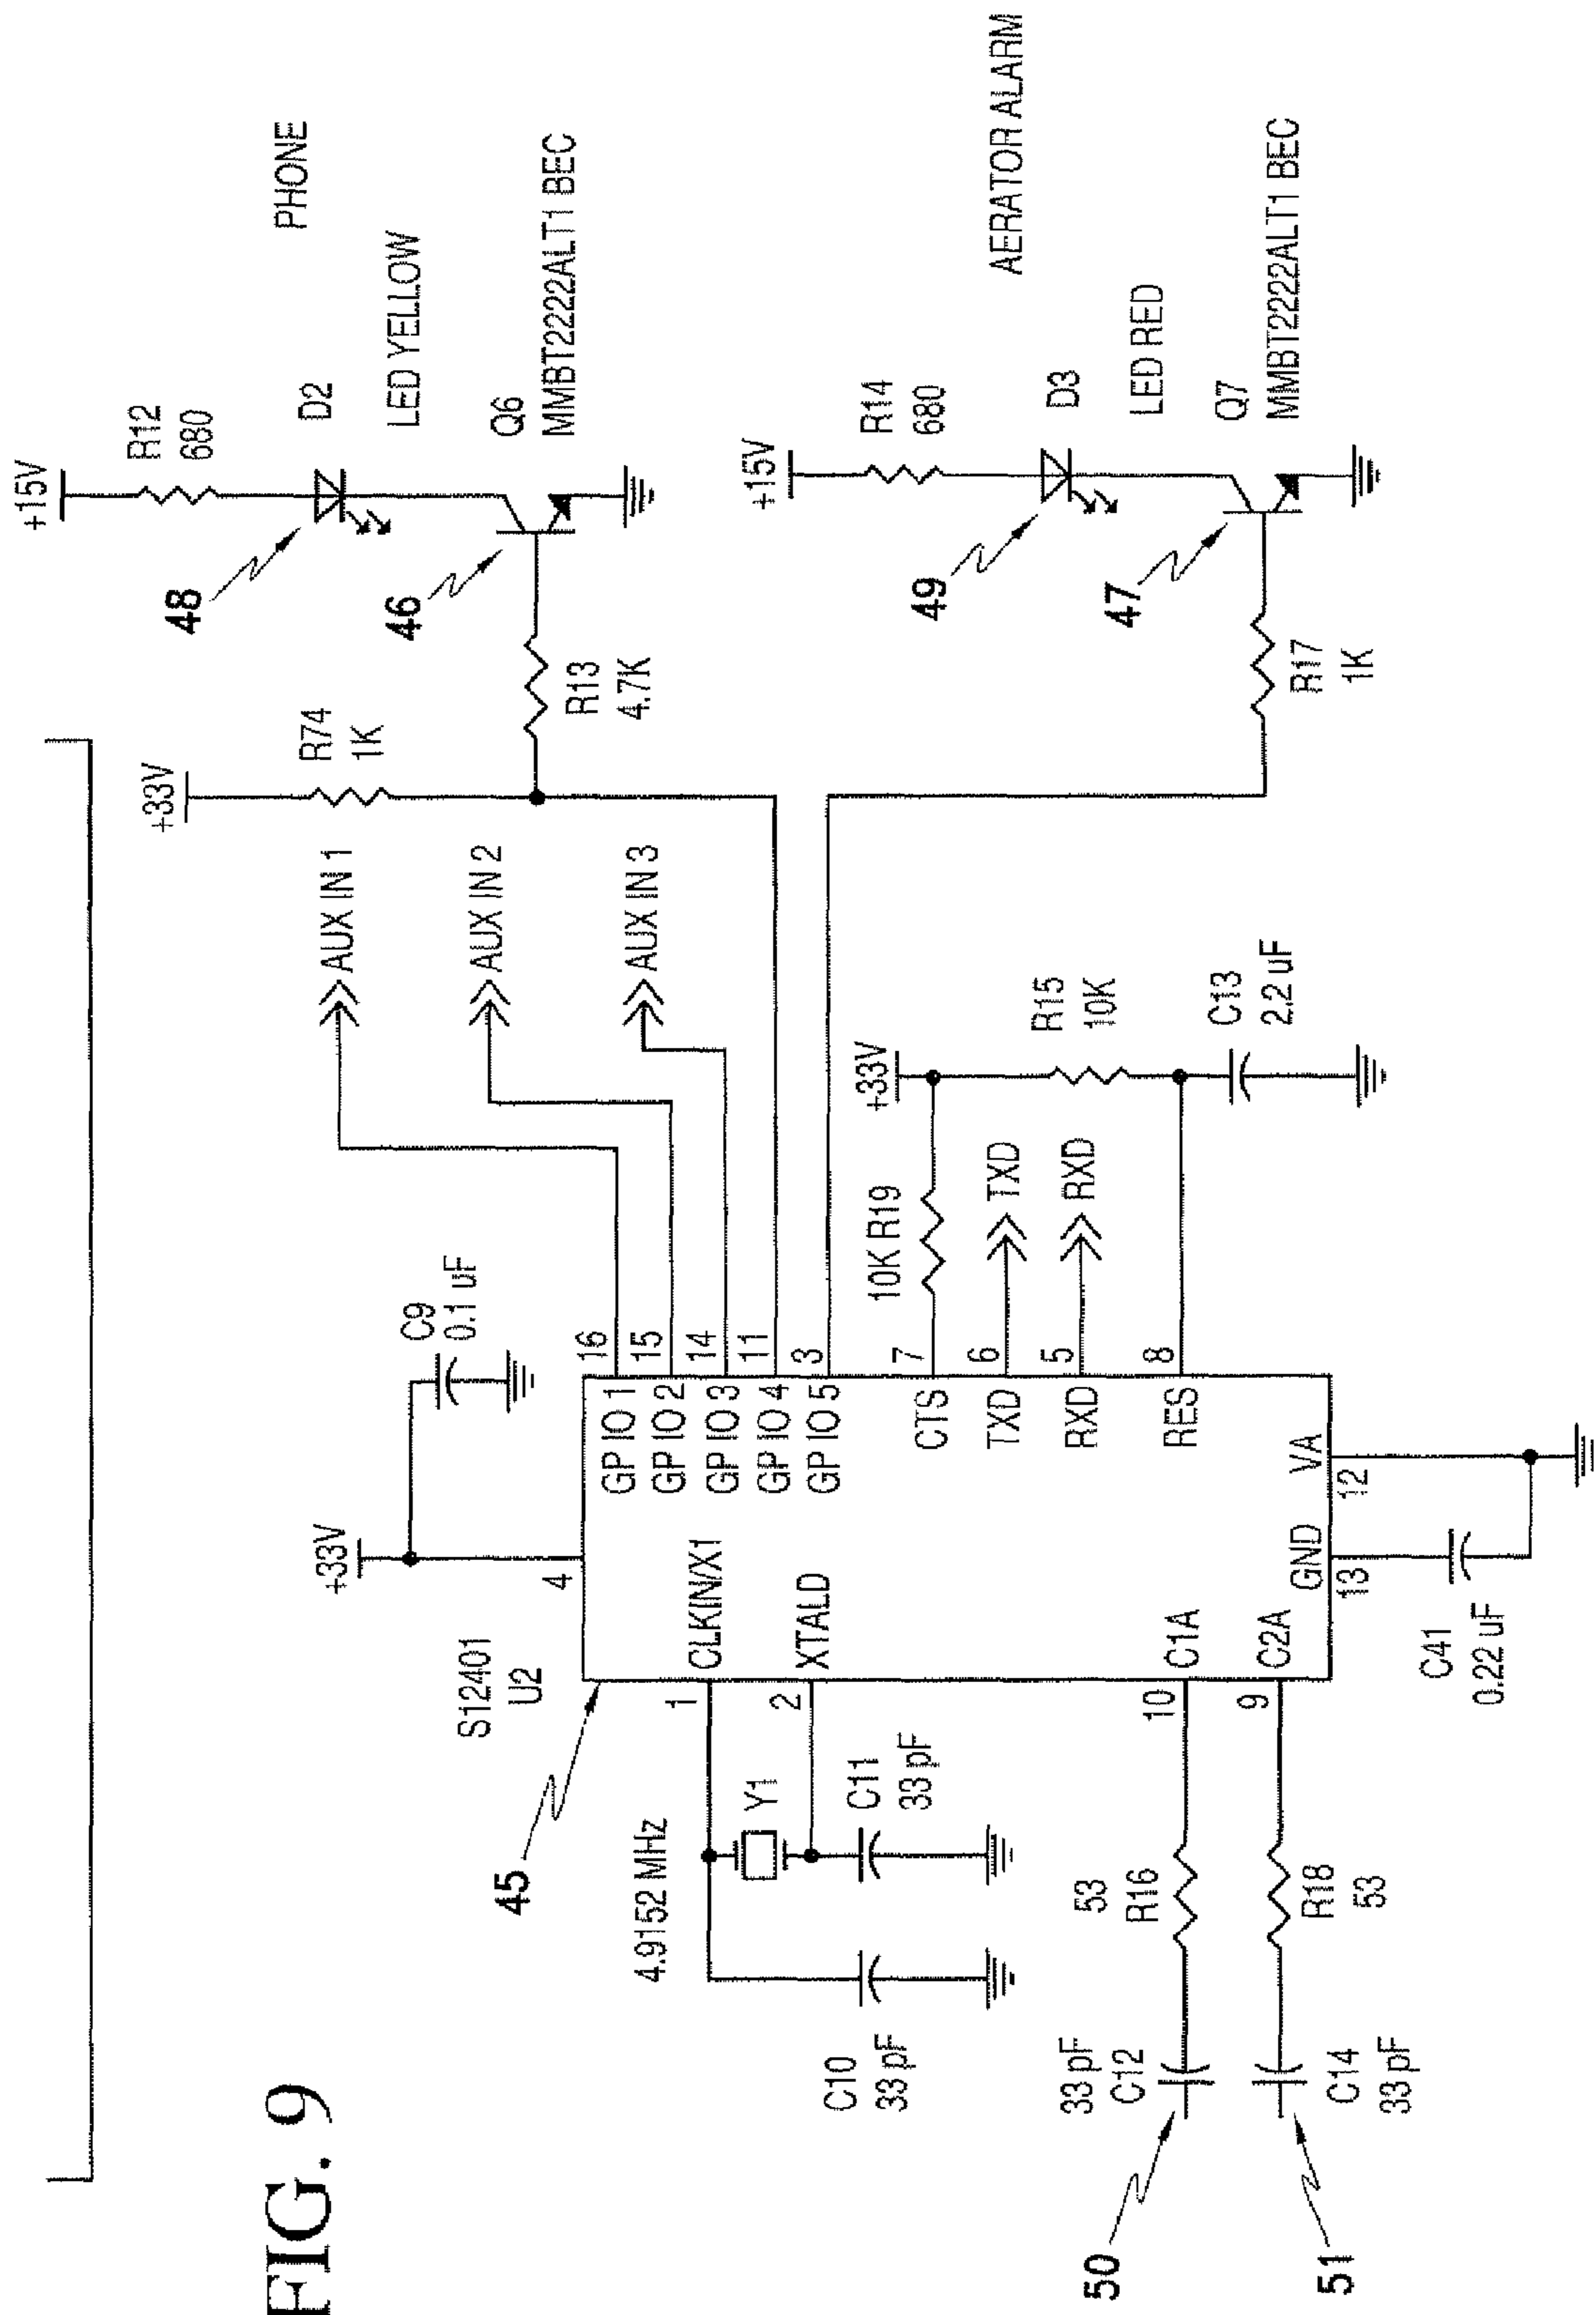 FIG. 9
+15V
R12
680
PHONE
48
D2
LED YELLOW
46
Q6
MMBT2222ALT1 BEC
+33V
R74
1K
R13
4.7K
AUX IN 1
AUX IN 2
AUX IN 3
+15V
R14
680
AERATOR ALARM
49
D3
LED RED
47
Q7
MMBT2222ALT1 BEC
R17
1K
+33V
C9
0.1 uF
4
S12401
U2
45
16
15
14
11
3
GP IO 1
GP IO 2
GP IO 3
GP IO 4
GP IO 5
CLKIN/X1
XTALD
1
2
4.9152 MHz
Y1
C11
33 pF
C10
33 pF
+33V
10K R19
R15
10K
7
CTS
6
TXD
TXD
5
RXD
RXD
8
RES
C13
2.2 uF
C1A
C2A
10
9
53
R16
R18
53
33 pF
C12
C14
33 pF
50
51
GND
VA
13
12
C41
0.22 uF